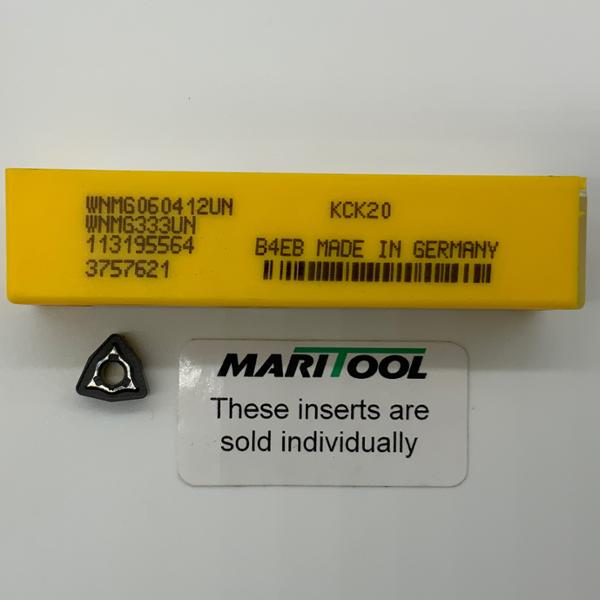 WNMG060412UN KCK20
WNMG333UN
113195564 B4EB MADE IN GERMANY
3757621
MARITOOL
These inserts are
sold individually